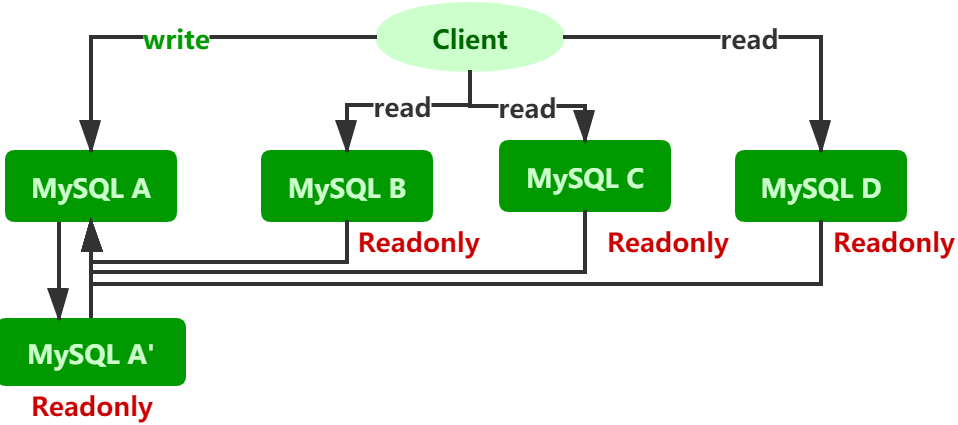 Client
write
read
read
read
MySQL A
MySQL B
MySQL C
MySQL D
Readonly
Readonly
Readonly
MySQL A'
Readonly